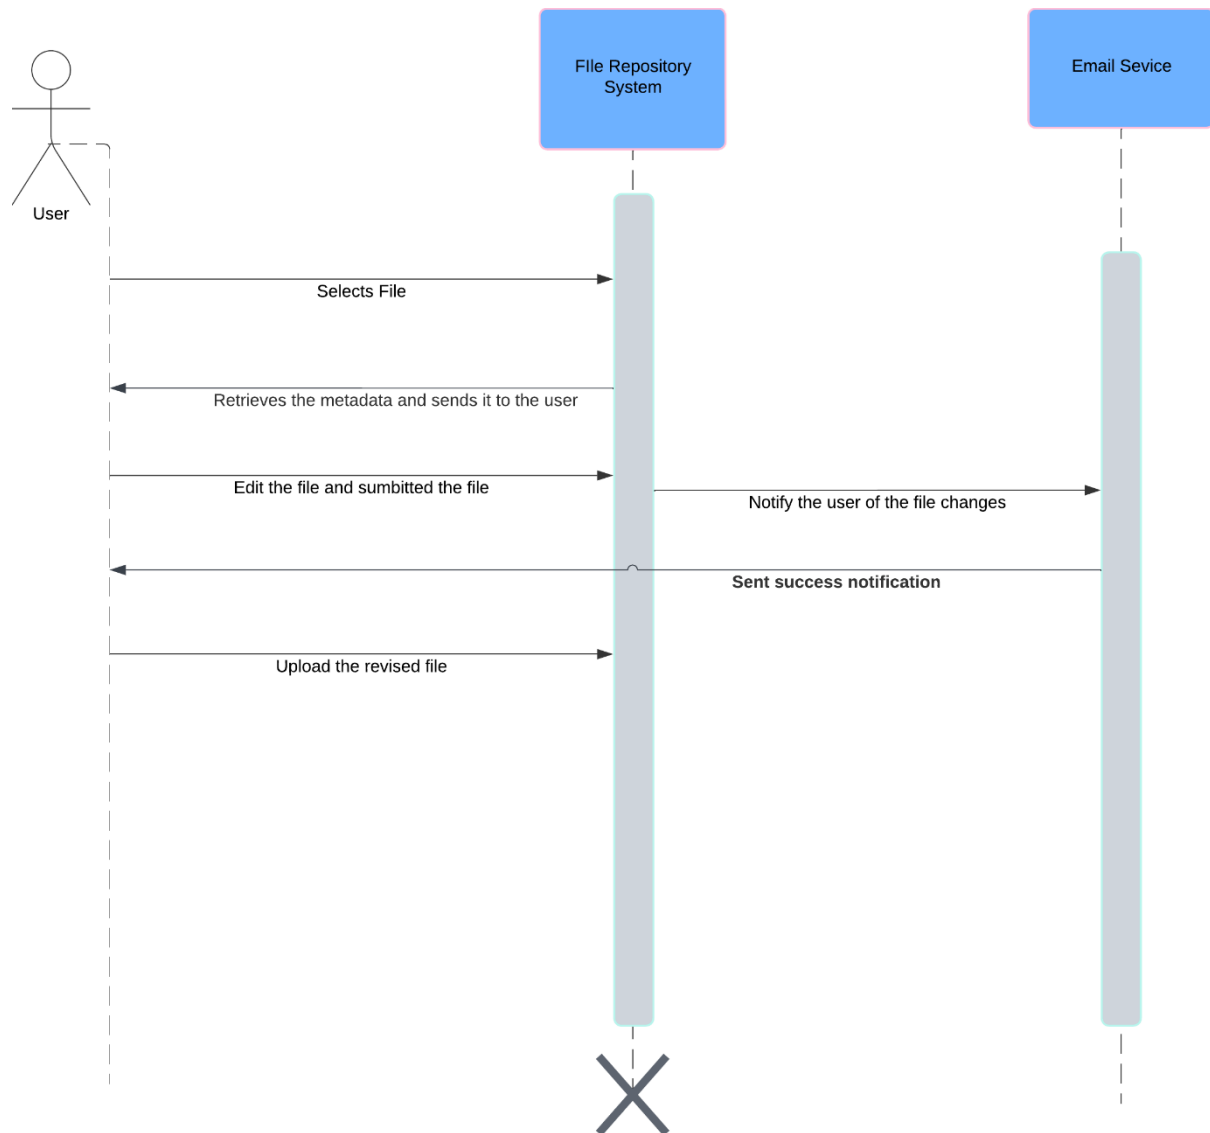 FIle Repository
System
Email Sevice
User
Selects File
Retrieves the metadata and sends it to the user
Edit the file and sumbitted the file
Notify the user of the file changes
Sent success notification
Upload the revised file